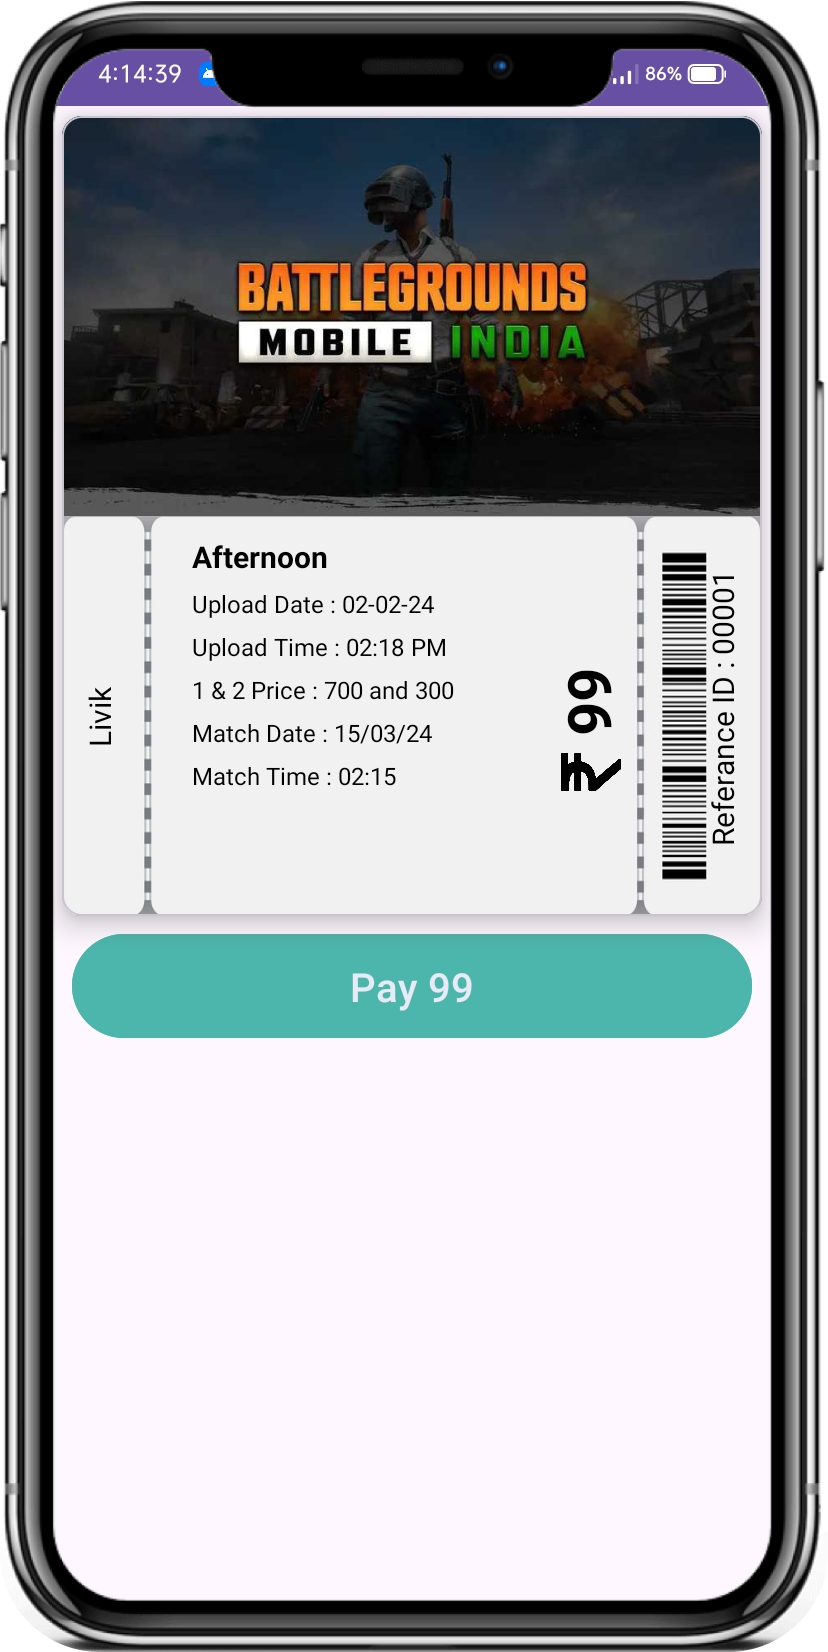 4:14:39
86%
BATTLEGROUNDS
MOBILE INDIA
Livik
Afternoon
Upload Date : 02-02-24
Upload Time : 02:18 PM
1 & 2 Price : 700 and 300
Match Date : 15/03/24
Match Time : 02:15
₹ 99
Referance ID : 00001
Pay 99